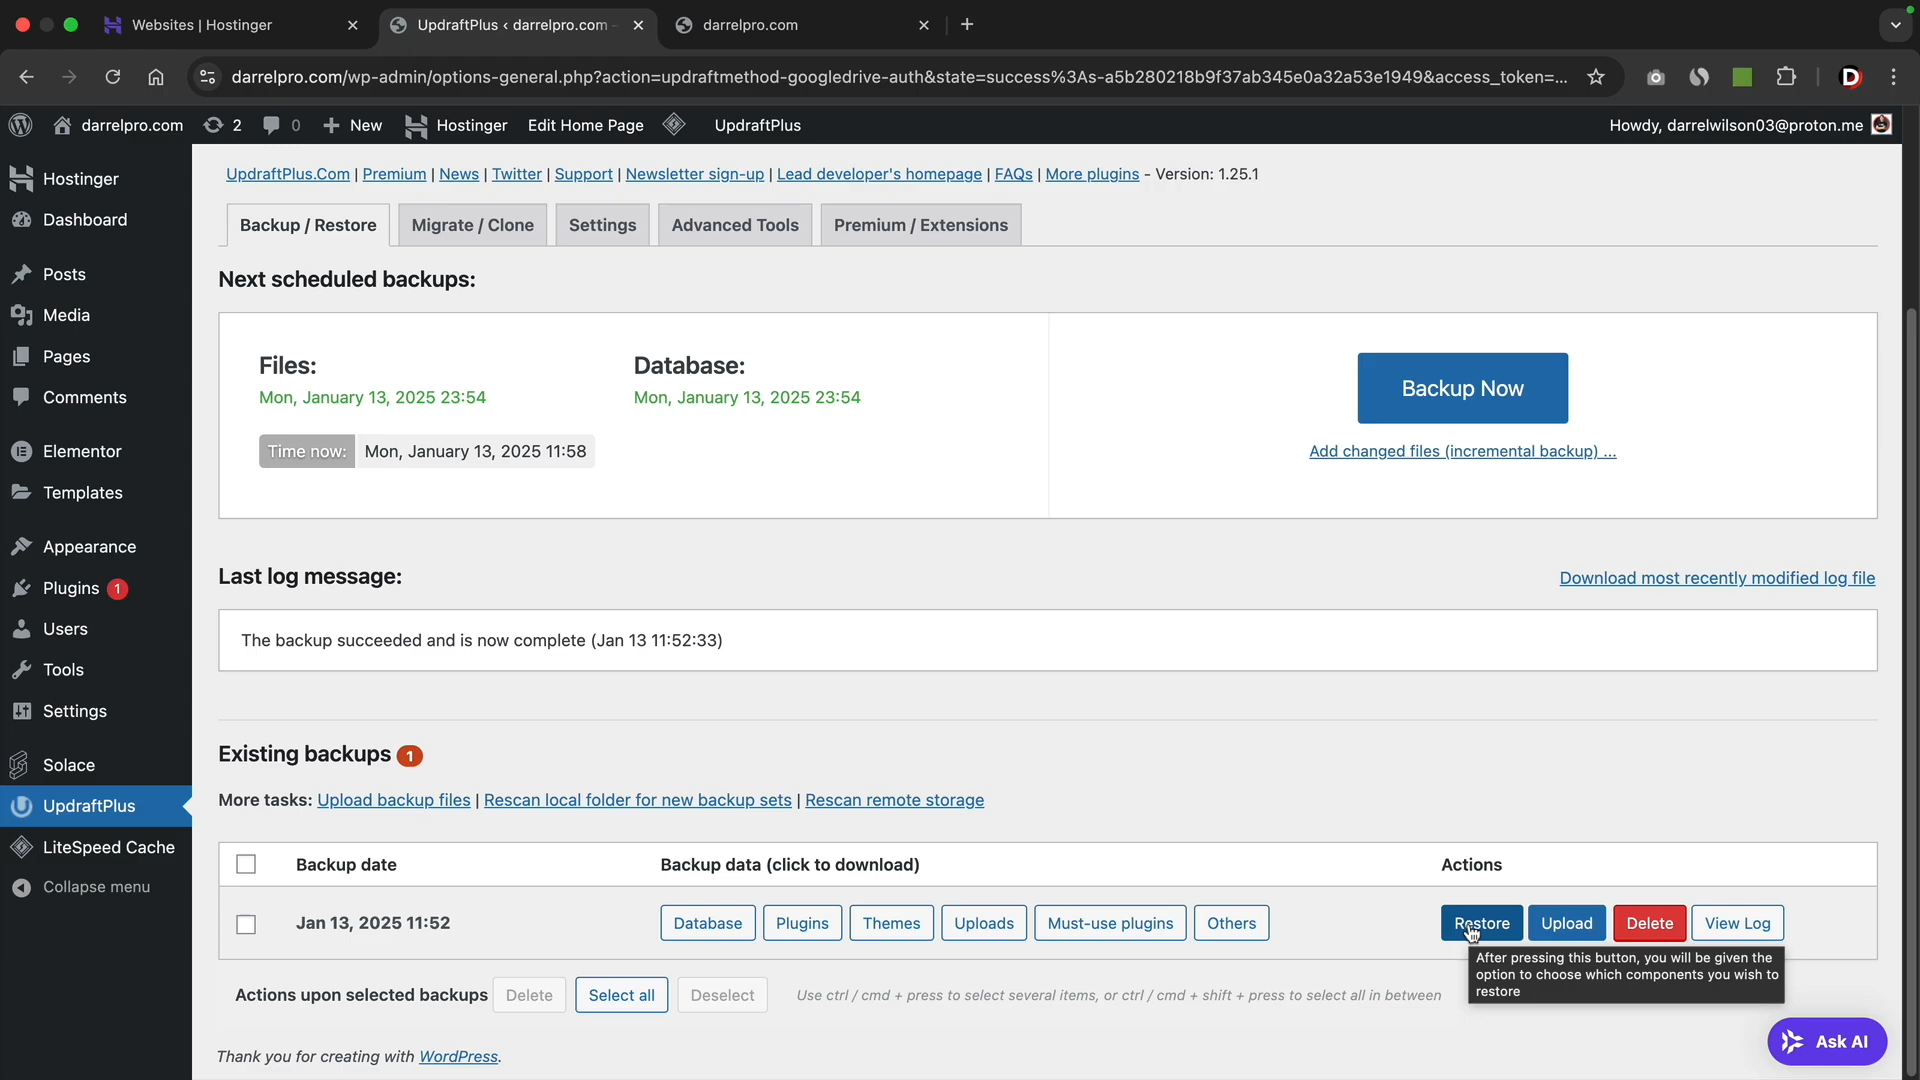 Websites | Hostinger
UpdraftPlus ‹ darrelpro.com -
darrelpro.com
darrelpro.com/wp-admin/options-general.php?action=updraftmethod-googledrive-auth&state=success%3As-a5b280218b9f37ab345e0a32a53e1949&access_token=...
D
darrelpro.com
2
0
New
Hostinger
Edit Home Page
UpdraftPlus
Howdy, darrelwilson03@proton.me
Hostinger
Dashboard
Posts
Media
Pages
Comments
Elementor
Templates
Appearance
Plugins 1
Users
Tools
Settings
Solace
UpdraftPlus
LiteSpeed Cache
Collapse menu
UpdraftPlus.Com | Premium | News | Twitter | Support | Newsletter sign-up | Lead developer's homepage | FAQs | More plugins - Version: 1.25.1
Backup / Restore
Migrate / Clone
Settings
Advanced Tools
Premium / Extensions
Next scheduled backups:
Files:
Mon, January 13, 2025 23:54
Database:
Mon, January 13, 2025 23:54
Time now: Mon, January 13, 2025 11:58
Backup Now
Add changed files (incremental backup) ...
Last log message:
Download most recently modified log file
The backup succeeded and is now complete (Jan 13 11:52:33)
Existing backups 1
More tasks: Upload backup files | Rescan local folder for new backup sets | Rescan remote storage
Backup date
Backup data (click to download)
Actions
Jan 13, 2025 11:52
Database
Plugins
Themes
Uploads
Must-use plugins
Others
Restore
Upload
Delete
View Log
After pressing this button, you will be given the
option to choose which components you wish to
restore
Actions upon selected backups
Delete
Select all
Deselect
Use ctrl / cmd + press to select several items, or ctrl / cmd + shift + press to select all in between
Ask AI
Thank you for creating with WordPress.